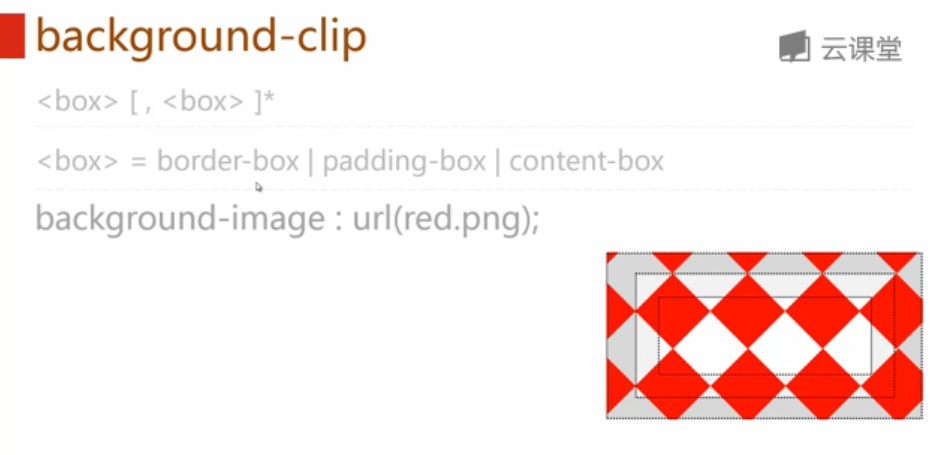 background-clip
云课堂
<box> [ , <box> ]*
<box> = border-box | padding-box | content-box
background-image : url(red.png);